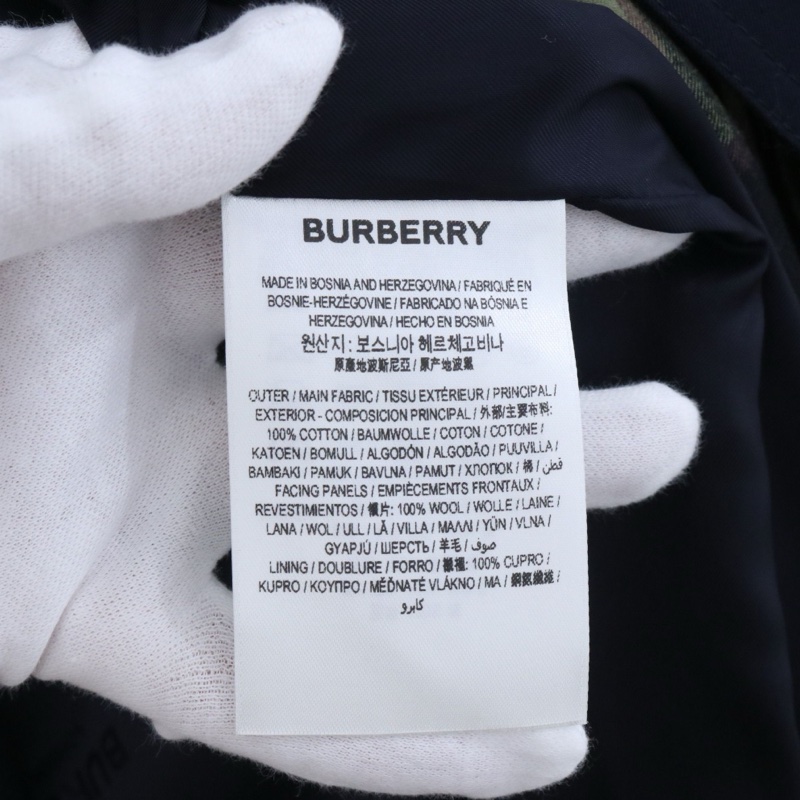 BURBERRY
MADE IN BOSNIA AND HERZEGOVINA / FABRIQUÉ EN
BOSNIE-HERZÉGOVINE / FABRICADO NA BÓSNIA E
HERZEGOVINA / HECHO EN BOSNIA
원산지 : 보스니아 헤르체고비나
原產地波斯尼亞 / 原产地波黑
OUTER / MAIN FABRIC / TISSU EXTÉRIEUR / PRINCIPAL /
EXTERIOR - COMPOSICION PRINCIPAL / 外部/主要布料:
100% COTTON / BAUMWOLLE / COTON / COTONE /
KATOEN / BOMULL / ALGODÓN / ALGODÃO / PUUVILLA /
BAMBAKI / PAMUK / BAVLNA / PAMUT / ХЛОПОК / 棉 / قطن /
FACING PANELS / EMPIÈCEMENTS FRONTAUX /
REVESTIMIENTOS / 襯片: 100% WOOL / WOLLE / LAINE /
LANA / WOL / ULL / LÃ / VILLA / ΜΑΛΛΙ / YÜN / VLNA /
GYAPJÚ / ШЕРСТЬ / 羊毛 / صوف /
LINING / DOUBLURE / FORRO / 襯裡: 100% CUPRO /
KUPRO / ΚΟΥΠΡΟ / MĚĎNATÉ VLÁKNO / MA / 銅氨纖維 /
كابرو
BUR